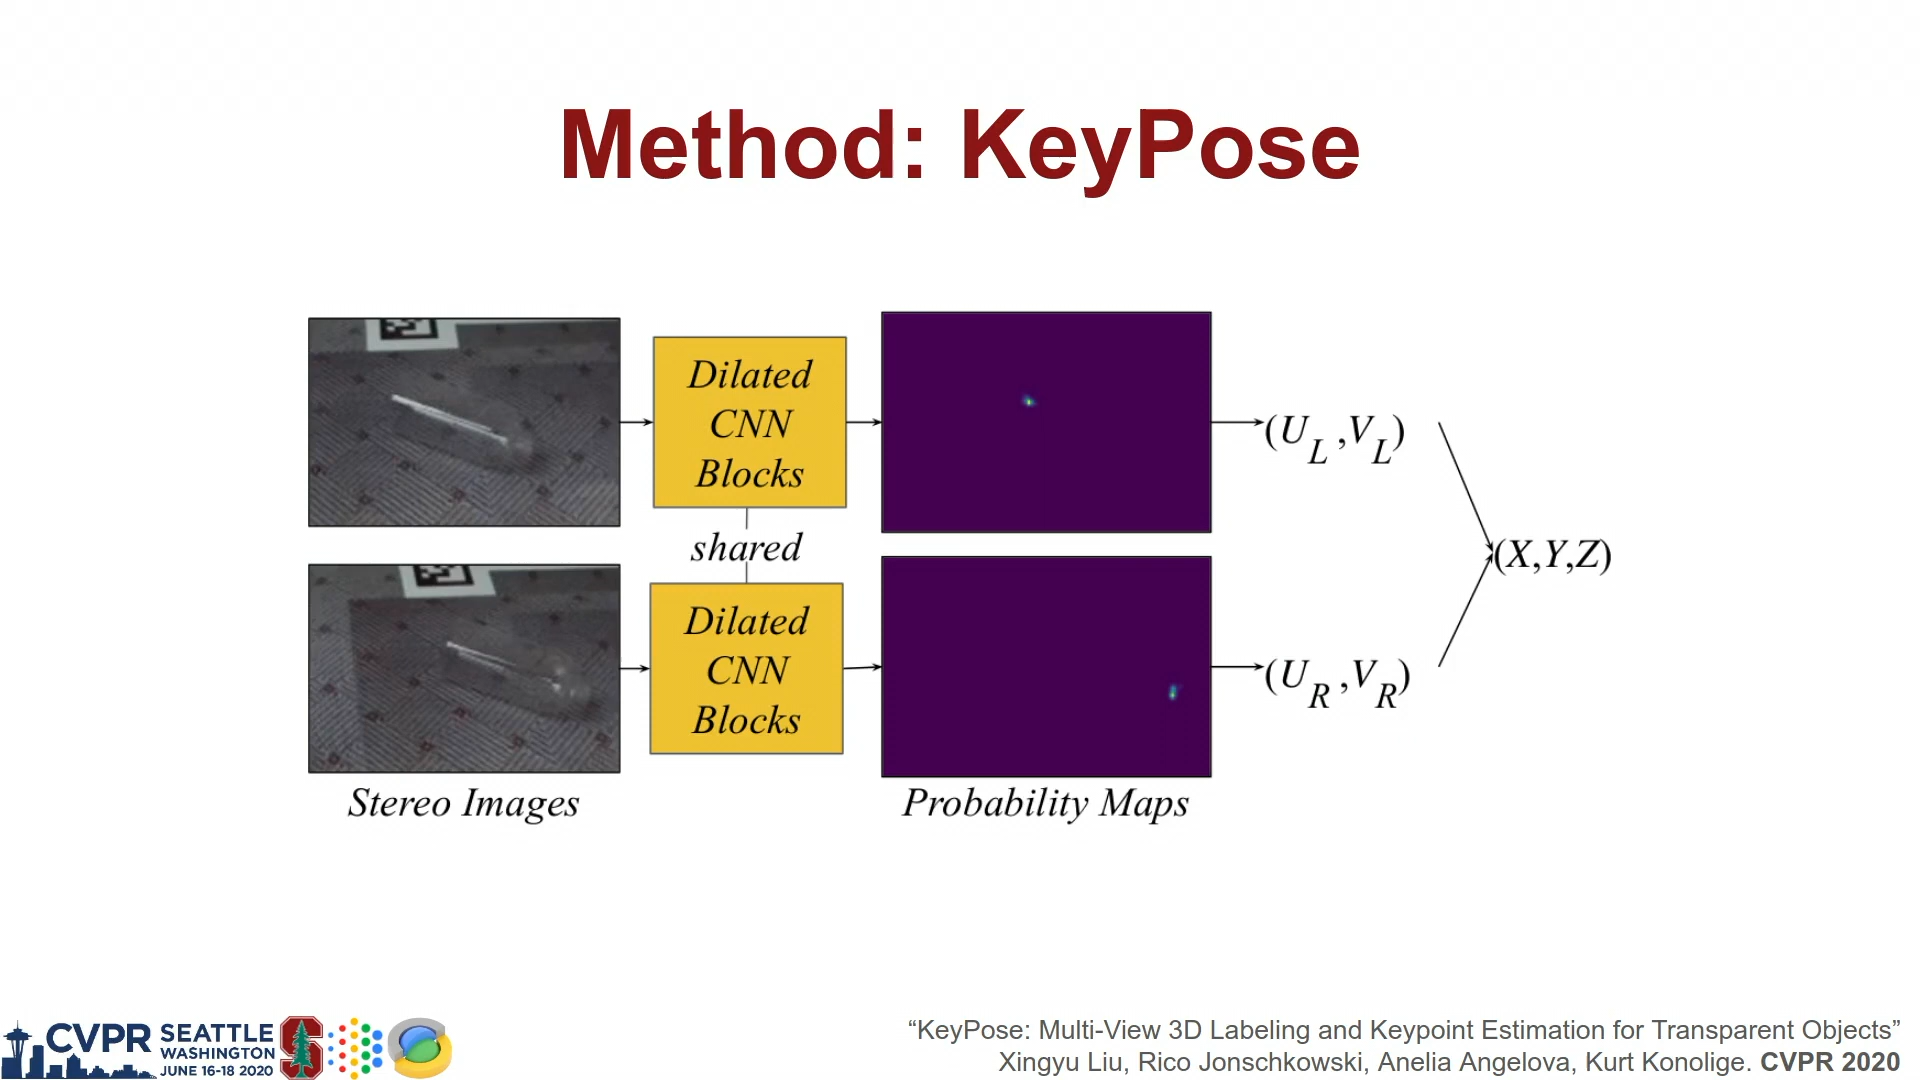 Method: KeyPose
Dilated
CNN
Blocks
(U_L,V_L)
shared
(X,Y,Z)
Dilated
CNN
Blocks
(U_R,V_R)
Stereo Images
Probability Maps
CVPR SEATTLE
WASHINGTON
JUNE 16-18 2020
“KeyPose: Multi-View 3D Labeling and Keypoint Estimation for Transparent Objects”
Xingyu Liu, Rico Jonschkowski, Anelia Angelova, Kurt Konolige. CVPR 2020